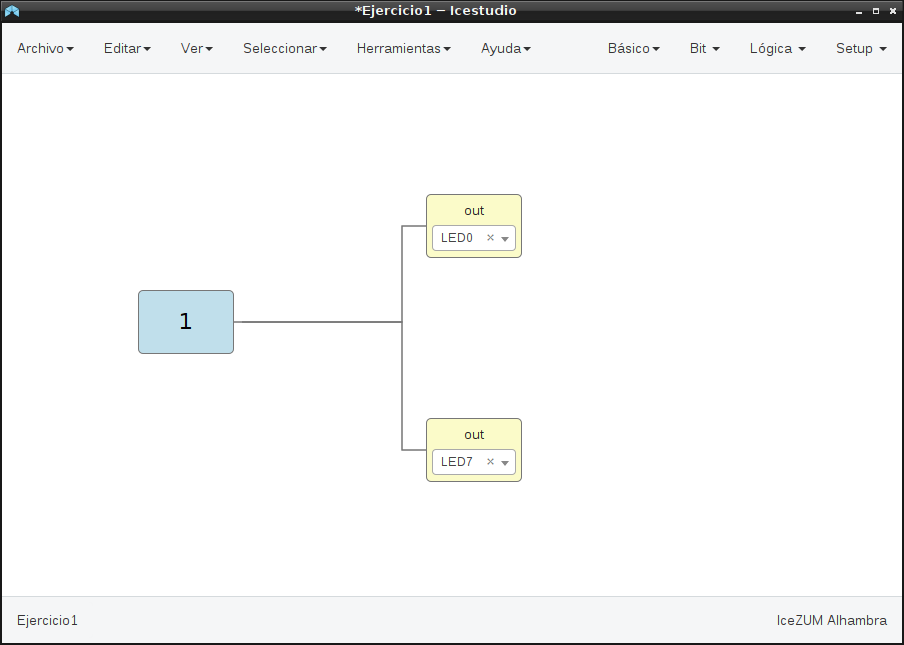 *Ejercicio1 – Icestudio
Archivo Editar Ver Seleccionar Herramientas Ayuda Básico Bit Lógica Setup
out
LED0 ×
1
out
LED7 ×
Ejercicio1 IceZUM Alhambra